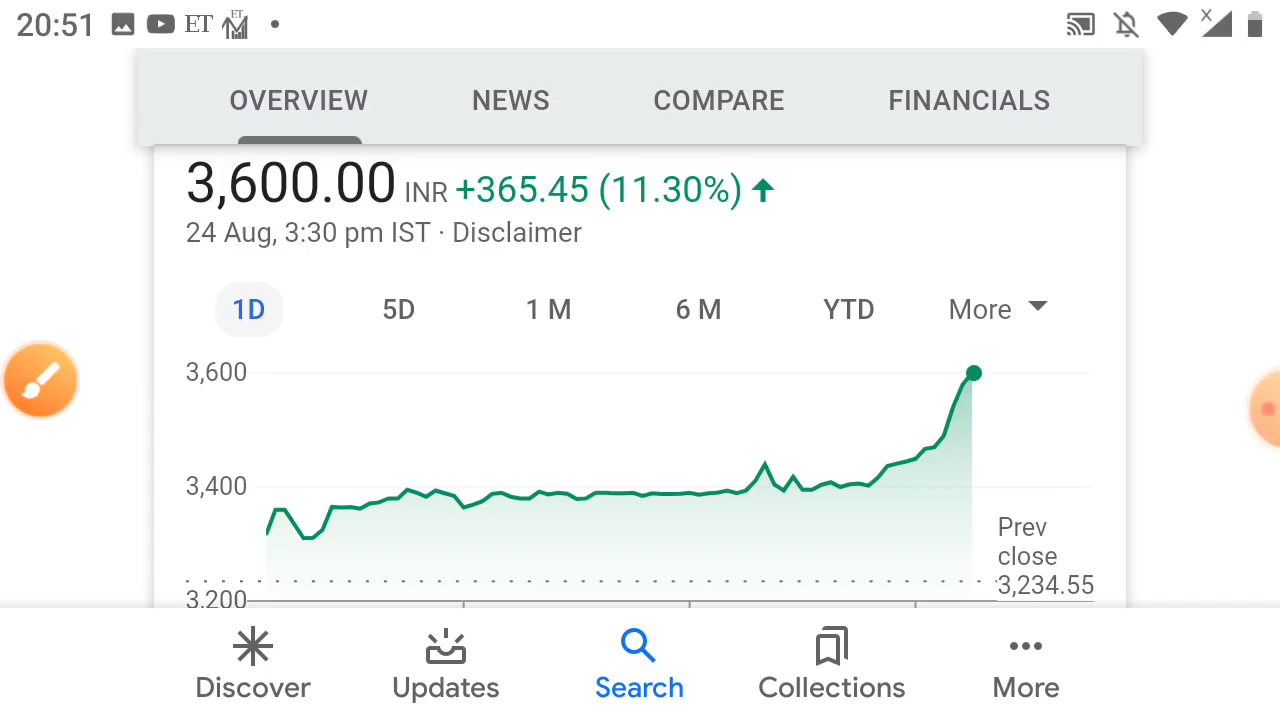 20:51 ET ET
OVERVIEW NEWS COMPARE FINANCIALS
3,600.00 INR +365.45 (11.30%)
24 Aug, 3:30 pm IST · Disclaimer
1D 5D 1 M 6 M YTD More
3,600
3,400
Prev
close
3,234.55
3,200
Discover Updates Search Collections More